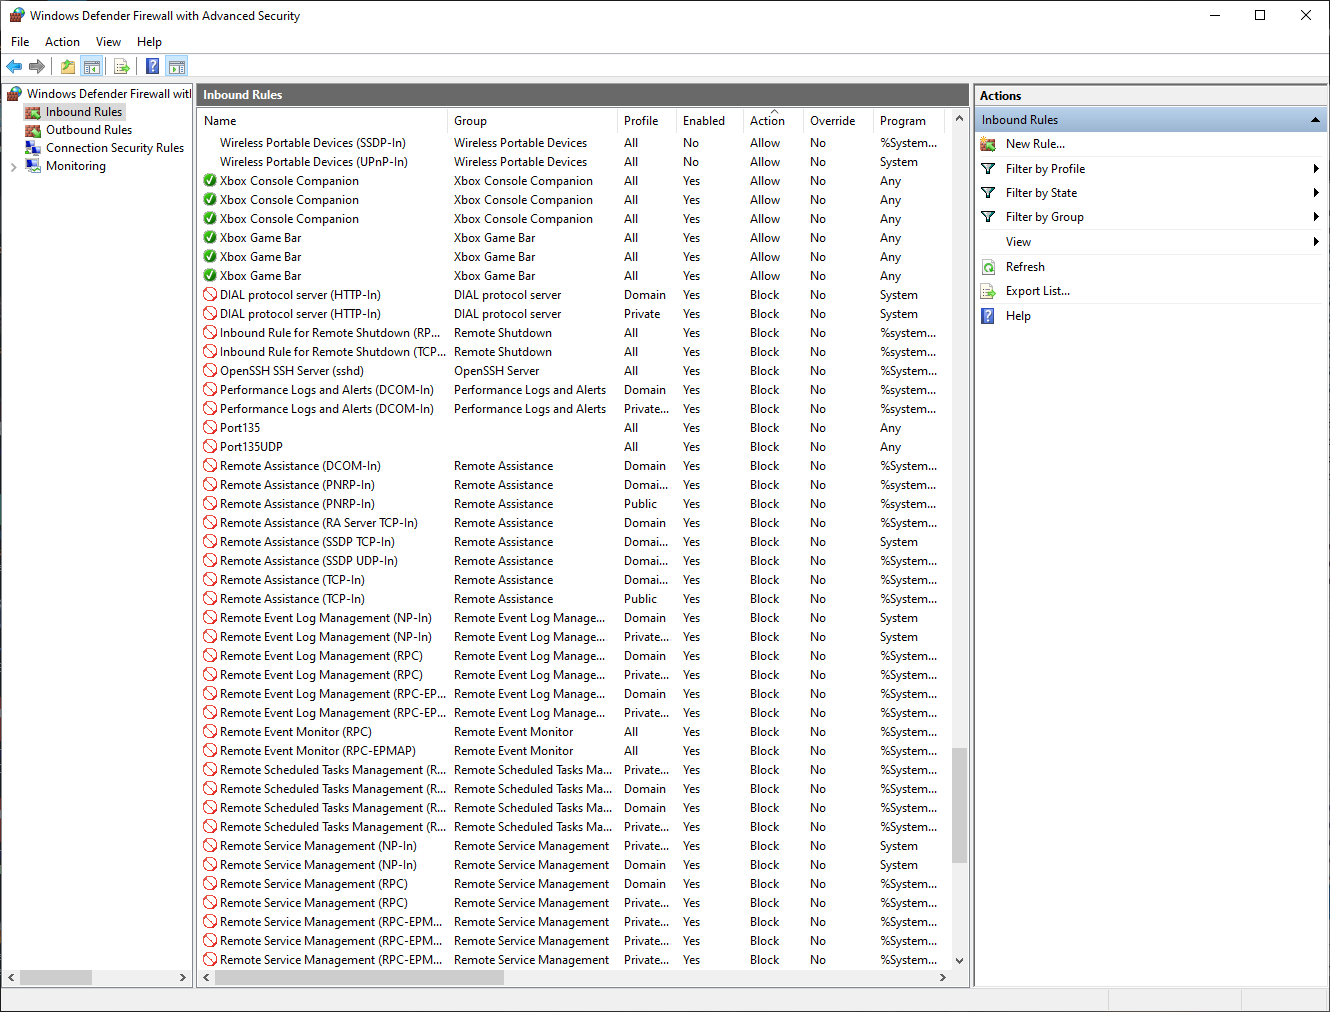 Windows Defender Firewall with Advanced Security
File Action View Help
Windows Defender Firewall wit
Inbound Rules
Outbound Rules
Connection Security Rules
Monitoring
Inbound Rules
Name Group Profile Enabled Action Override Program
Wireless Portable Devices (SSDP-In) Wireless Portable Devices All No Allow No %System...
Wireless Portable Devices (UPnP-In) Wireless Portable Devices All No Allow No System
Xbox Console Companion Xbox Console Companion All Yes Allow No Any
Xbox Console Companion Xbox Console Companion All Yes Allow No Any
Xbox Console Companion Xbox Console Companion All Yes Allow No Any
Xbox Game Bar Xbox Game Bar All Yes Allow No Any
Xbox Game Bar Xbox Game Bar All Yes Allow No Any
Xbox Game Bar Xbox Game Bar All Yes Allow No Any
DIAL protocol server (HTTP-In) DIAL protocol server Domain Yes Block No System
DIAL protocol server (HTTP-In) DIAL protocol server Private Yes Block No System
Inbound Rule for Remote Shutdown (RP... Remote Shutdown All Yes Block No %system...
Inbound Rule for Remote Shutdown (TCP... Remote Shutdown All Yes Block No %system...
OpenSSH SSH Server (sshd) OpenSSH Server All Yes Block No %system...
Performance Logs and Alerts (DCOM-In) Performance Logs and Alerts Domain Yes Block No %system...
Performance Logs and Alerts (DCOM-In) Performance Logs and Alerts Private... Yes Block No %system...
Port135 All Yes Block No Any
Port135UDP All Yes Block No Any
Remote Assistance (DCOM-In) Remote Assistance Domain Yes Block No %System...
Remote Assistance (PNRP-In) Remote Assistance Domai... Yes Block No %system...
Remote Assistance (PNRP-In) Remote Assistance Public Yes Block No %system...
Remote Assistance (RA Server TCP-In) Remote Assistance Domain Yes Block No %System...
Remote Assistance (SSDP TCP-In) Remote Assistance Domai... Yes Block No System
Remote Assistance (SSDP UDP-In) Remote Assistance Domai... Yes Block No %System...
Remote Assistance (TCP-In) Remote Assistance Domai... Yes Block No %System...
Remote Assistance (TCP-In) Remote Assistance Public Yes Block No %System...
Remote Event Log Management (NP-In) Remote Event Log Manage... Domain Yes Block No System
Remote Event Log Management (NP-In) Remote Event Log Manage... Private... Yes Block No System
Remote Event Log Management (RPC) Remote Event Log Manage... Domain Yes Block No %System...
Remote Event Log Management (RPC) Remote Event Log Manage... Private... Yes Block No %System...
Remote Event Log Management (RPC-EP... Remote Event Log Manage... Domain Yes Block No %System...
Remote Event Log Management (RPC-EP... Remote Event Log Manage... Private... Yes Block No %System...
Remote Event Monitor (RPC) Remote Event Monitor All Yes Block No %System...
Remote Event Monitor (RPC-EPMAP) Remote Event Monitor All Yes Block No %System...
Remote Scheduled Tasks Management (R... Remote Scheduled Tasks Ma... Private... Yes Block No %System...
Remote Scheduled Tasks Management (R... Remote Scheduled Tasks Ma... Domain Yes Block No %System...
Remote Scheduled Tasks Management (R... Remote Scheduled Tasks Ma... Domain Yes Block No %System...
Remote Scheduled Tasks Management (R... Remote Scheduled Tasks Ma... Private... Yes Block No %System...
Remote Service Management (NP-In) Remote Service Management Private... Yes Block No System
Remote Service Management (NP-In) Remote Service Management Domain Yes Block No System
Remote Service Management (RPC) Remote Service Management Domain Yes Block No %System...
Remote Service Management (RPC) Remote Service Management Private... Yes Block No %System...
Remote Service Management (RPC-EPM... Remote Service Management Private... Yes Block No %System...
Remote Service Management (RPC-EPM... Remote Service Management Private... Yes Block No %System...
Remote Service Management (RPC-EPM... Remote Service Management Private... Yes Block No %System...
Actions
Inbound Rules
New Rule...
Filter by Profile
Filter by State
Filter by Group
View
Refresh
Export List...
Help